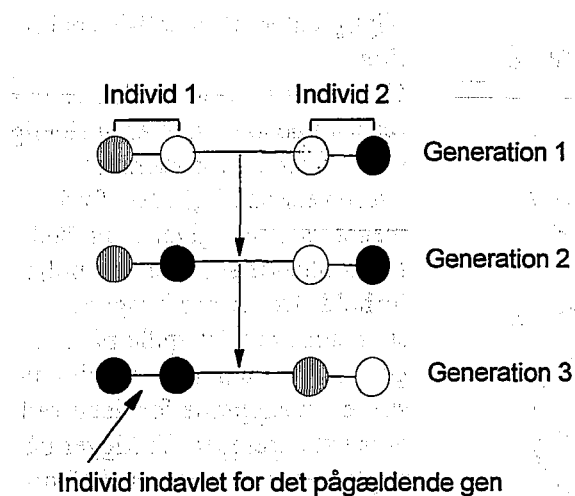 Individ 1 Individ 2
Generation 1
Generation 2
Generation 3
Individ indavlet for det pågældende gen